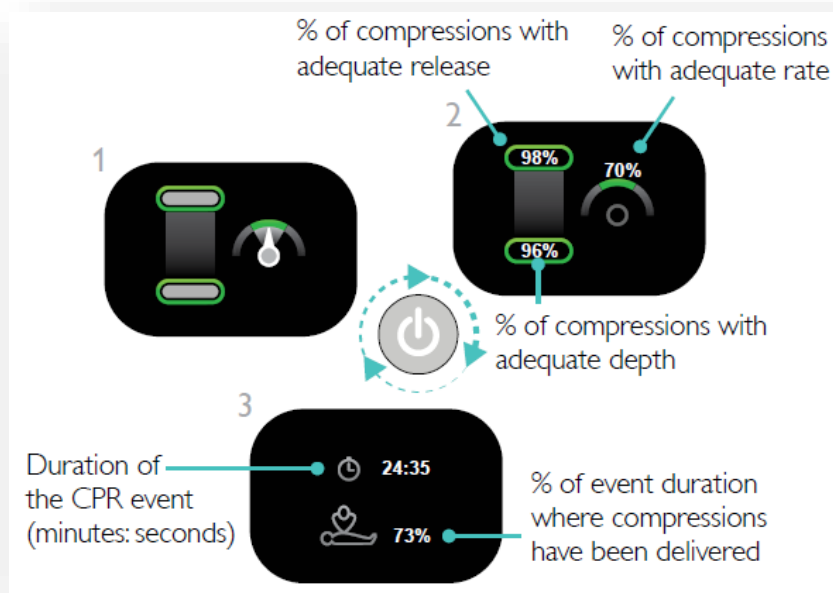 % of compressions with
adequate release
% of compressions
with adequate rate
1
2
98%
70%
96%
% of compressions with
adequate depth
3
Duration of
the CPR event
(minutes: seconds)
24:35
73%
% of event duration
where compressions
have been delivered